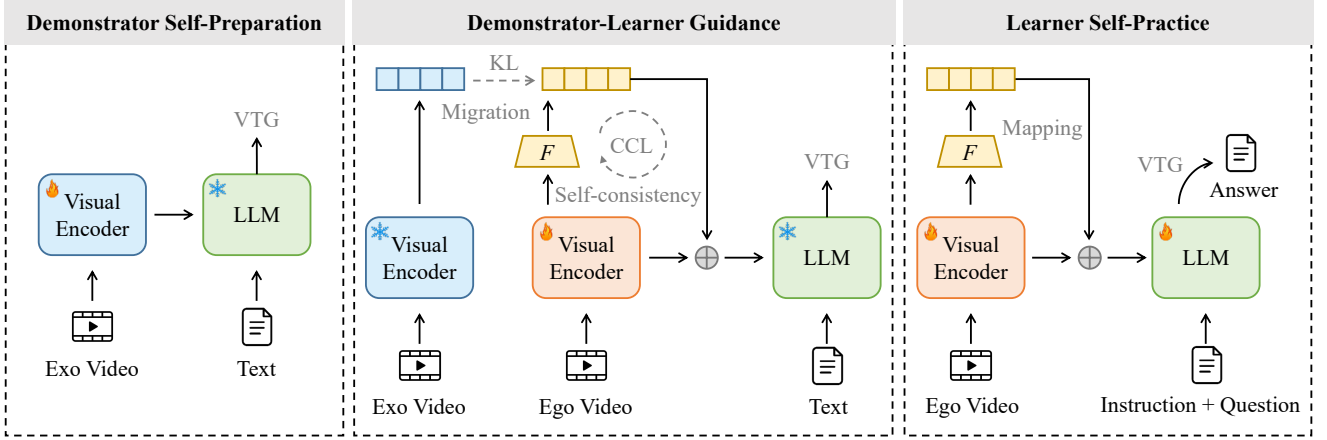 Demonstrator Self-Preparation
VTG
Visual
Encoder
LLM
Exo Video
Text
Demonstrator-Learner Guidance
KL
Migration
F
CCL
Self-consistency
VTG
Visual
Encoder
Visual
Encoder
LLM
Exo Video
Ego Video
Text
Learner Self-Practice
F
Mapping
VTG
Answer
Visual
Encoder
LLM
Ego Video
Instruction + Question